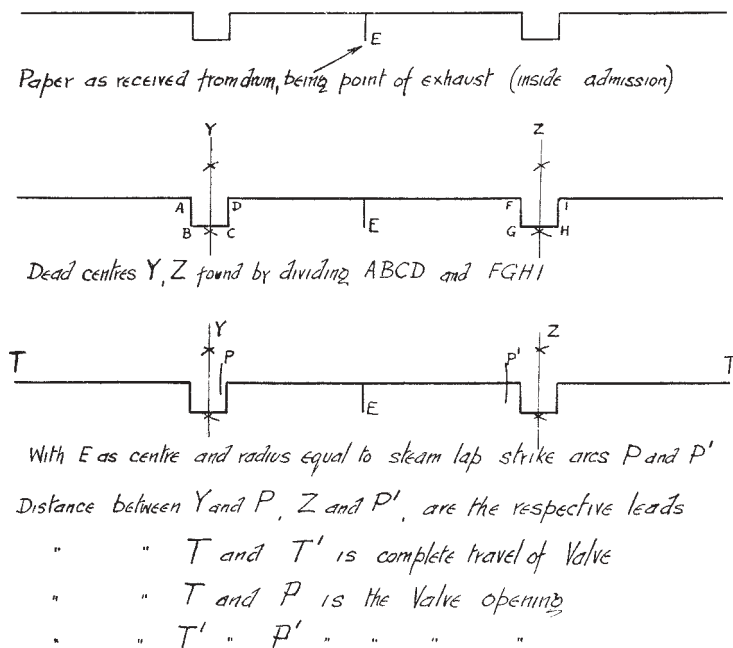 E
Paper as received from drum, being point of exhaust (inside admission)
Y Z
A D F I
B C E G H
Dead centres Y, Z found by dividing ABCD and FGHI
Y Z
T P P' T
E
With E as centre and radius equal to steam lap strike arcs P and P'
Distance between Y and P, Z and P', are the respective leads
" " T and T' is complete travel of Valve
" " T and P is the Valve opening
" " T' " P' " " " "